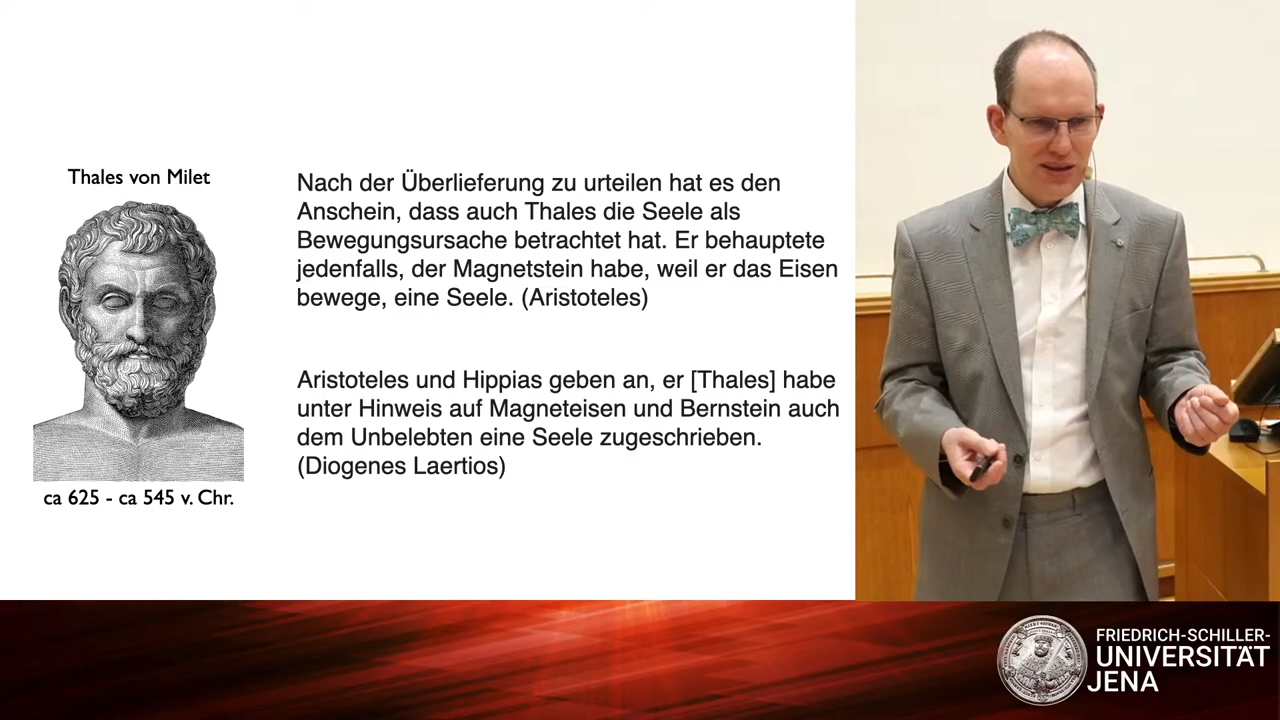 Thales von Milet
ca 625 - ca 545 v. Chr.
Nach der Überlieferung zu urteilen hat es den
Anschein, dass auch Thales die Seele als
Bewegungsursache betrachtet hat. Er behauptete
jedenfalls, der Magnetstein habe, weil er das Eisen
bewege, eine Seele. (Aristoteles)
Aristoteles und Hippias geben an, er [Thales] habe
unter Hinweis auf Magneteisen und Bernstein auch
dem Unbelebten eine Seele zugeschrieben.
(Diogenes Laertios)
FRIEDRICH-SCHILLER-
UNIVERSITÄT
JENA